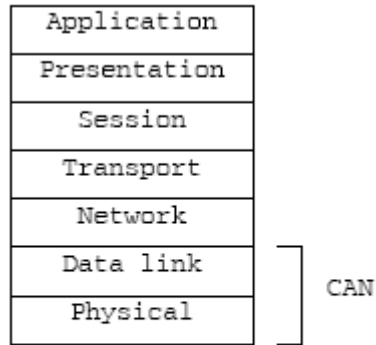 Application
Presentation
Session
Transport
Network
Data link
CAN
Physical